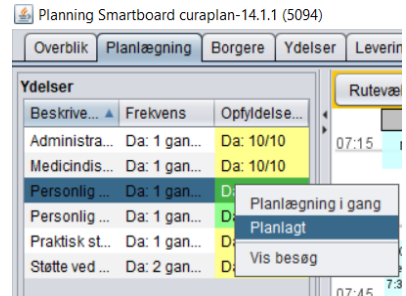 Planning Smartboard curaplan-14.1.1 (5094)
Overblik Planlægning Borgere Ydelser Leverin
Ydelser
Rutevæl
Beskrive... Frekvens Opfyldelse...
07:15
Administra... Da: 1 gan... Da: 10/10
Medicindis... Da: 1 gan... Da: 10/10
Personlig ... Da: 1 gan...
Planlægning i gang
Personlig ... Da: 1 gan...
Planlagt
Praktisk st... Da: 1 gan...
Vis besøg
Støtte ved ... Da: 2 gan...
07:45